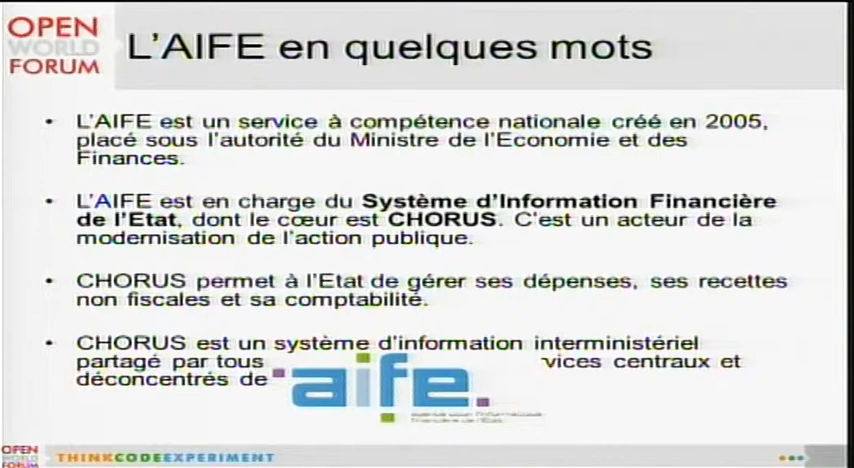 OPEN
WORLD
FORUM
L'AIFE en quelques mots
• L'AIFE est un service à compétence nationale créé en 2005,
placé sous l'autorité du Ministre de l'Economie et des
Finances.
• L'AIFE est en charge du Système d'Information Financière
de l'Etat, dont le cœur est CHORUS. C'est un acteur de la
modernisation de l'action publique.
• CHORUS permet à l'Etat de gérer ses dépenses, ses recettes
non fiscales et sa comptabilité.
• CHORUS est un système d'information interministériel
partagé par tous vices centraux et
déconcentrés de
aife
OPEN
WORLD
FORUM
THINKCODEEXPERIMENT